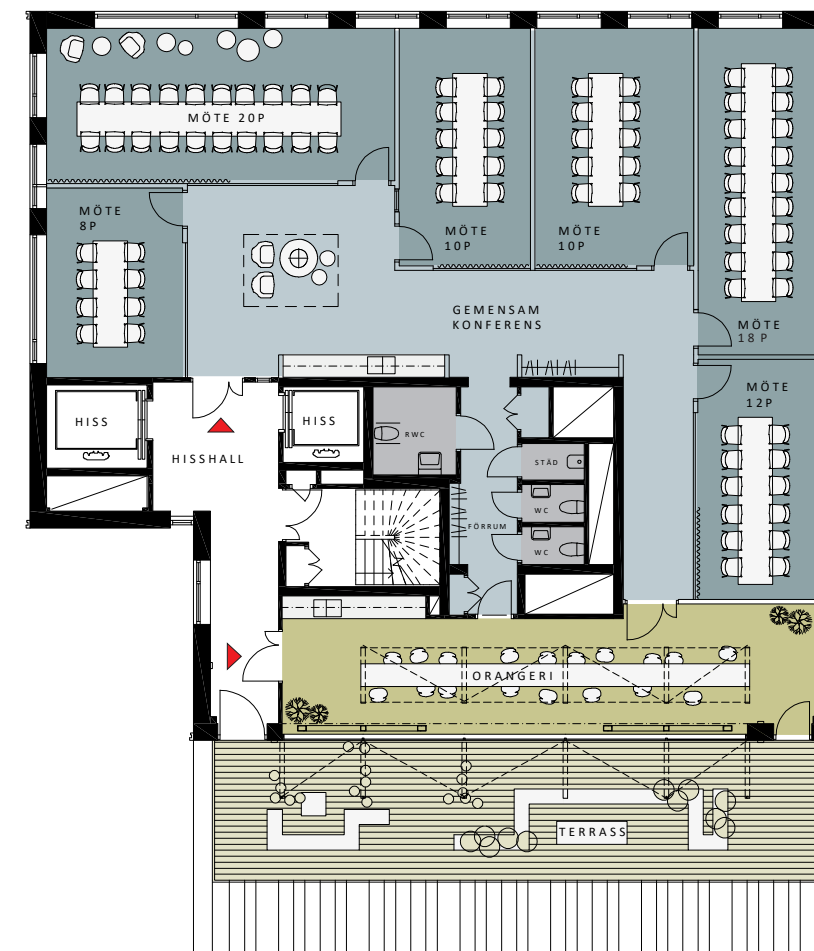 MÖTE 20P
MÖTE
8P
MÖTE
10P
MÖTE
10P
GEMENSAM
KONFERENS
MÖTE
18 P
MÖTE
12P
HISS
HISS
HISSHALL
RWC
STÄD
WC
FÖRRUM
WC
ORANGERI
TERRASS